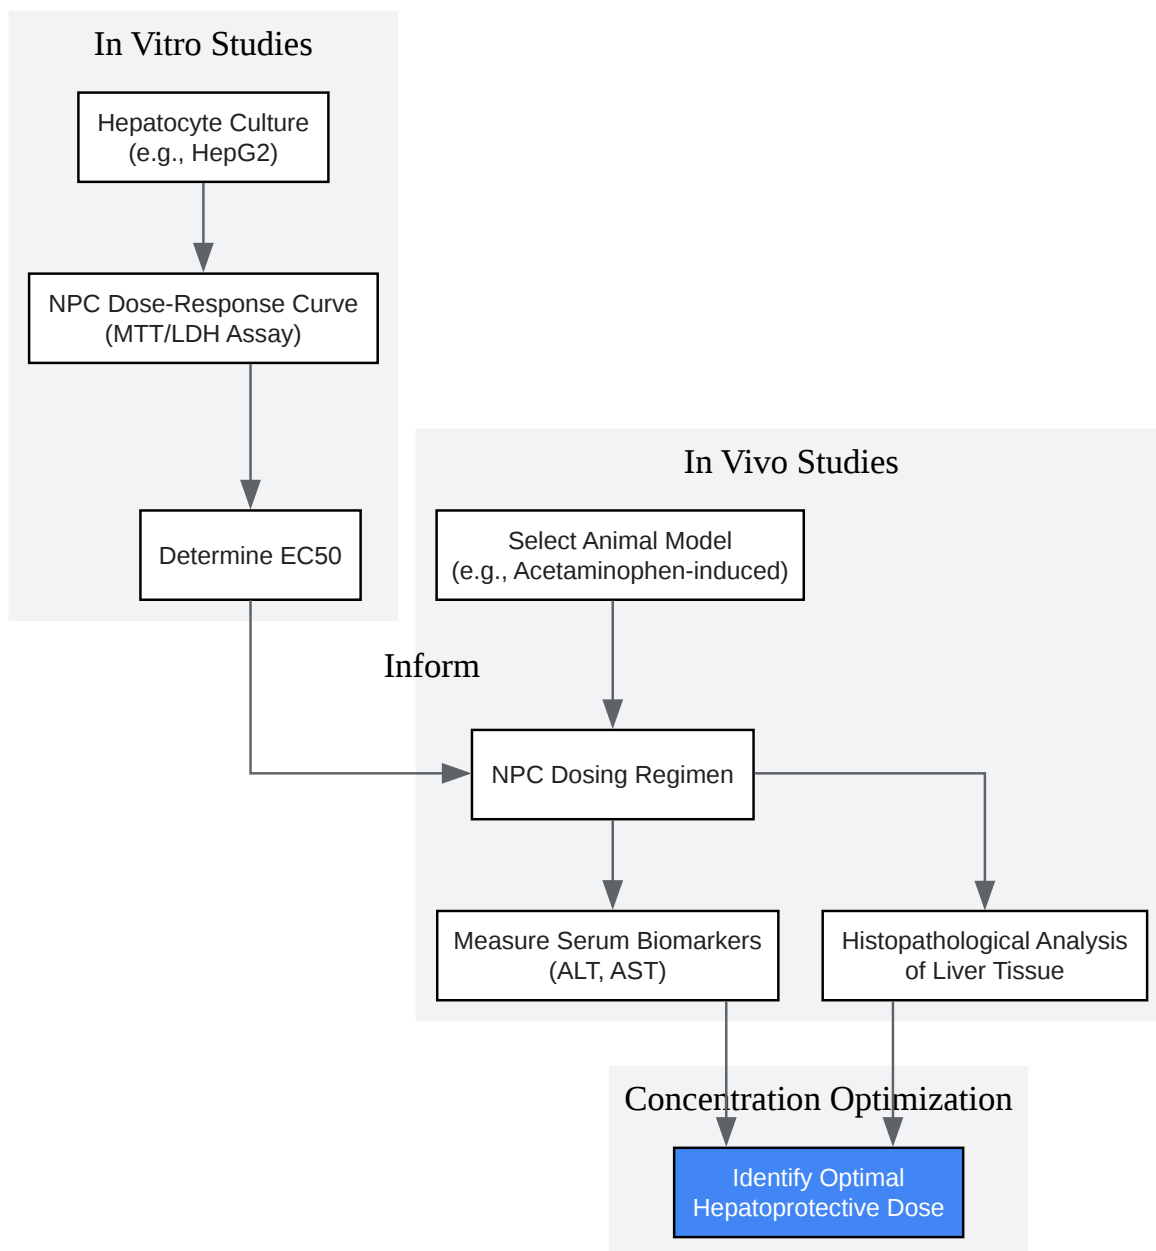 In Vitro Studies
Hepatocyte Culture
(e.g., HepG2)
NPC Dose-Response Curve
(MTT/LDH Assay)
Determine EC50
In Vivo Studies
Select Animal Model
(e.g., Acetaminophen-induced)
Inform
NPC Dosing Regimen
Measure Serum Biomarkers
(ALT, AST)
Histopathological Analysis
of Liver Tissue
Concentration Optimization
Identify Optimal
Hepatoprotective Dose